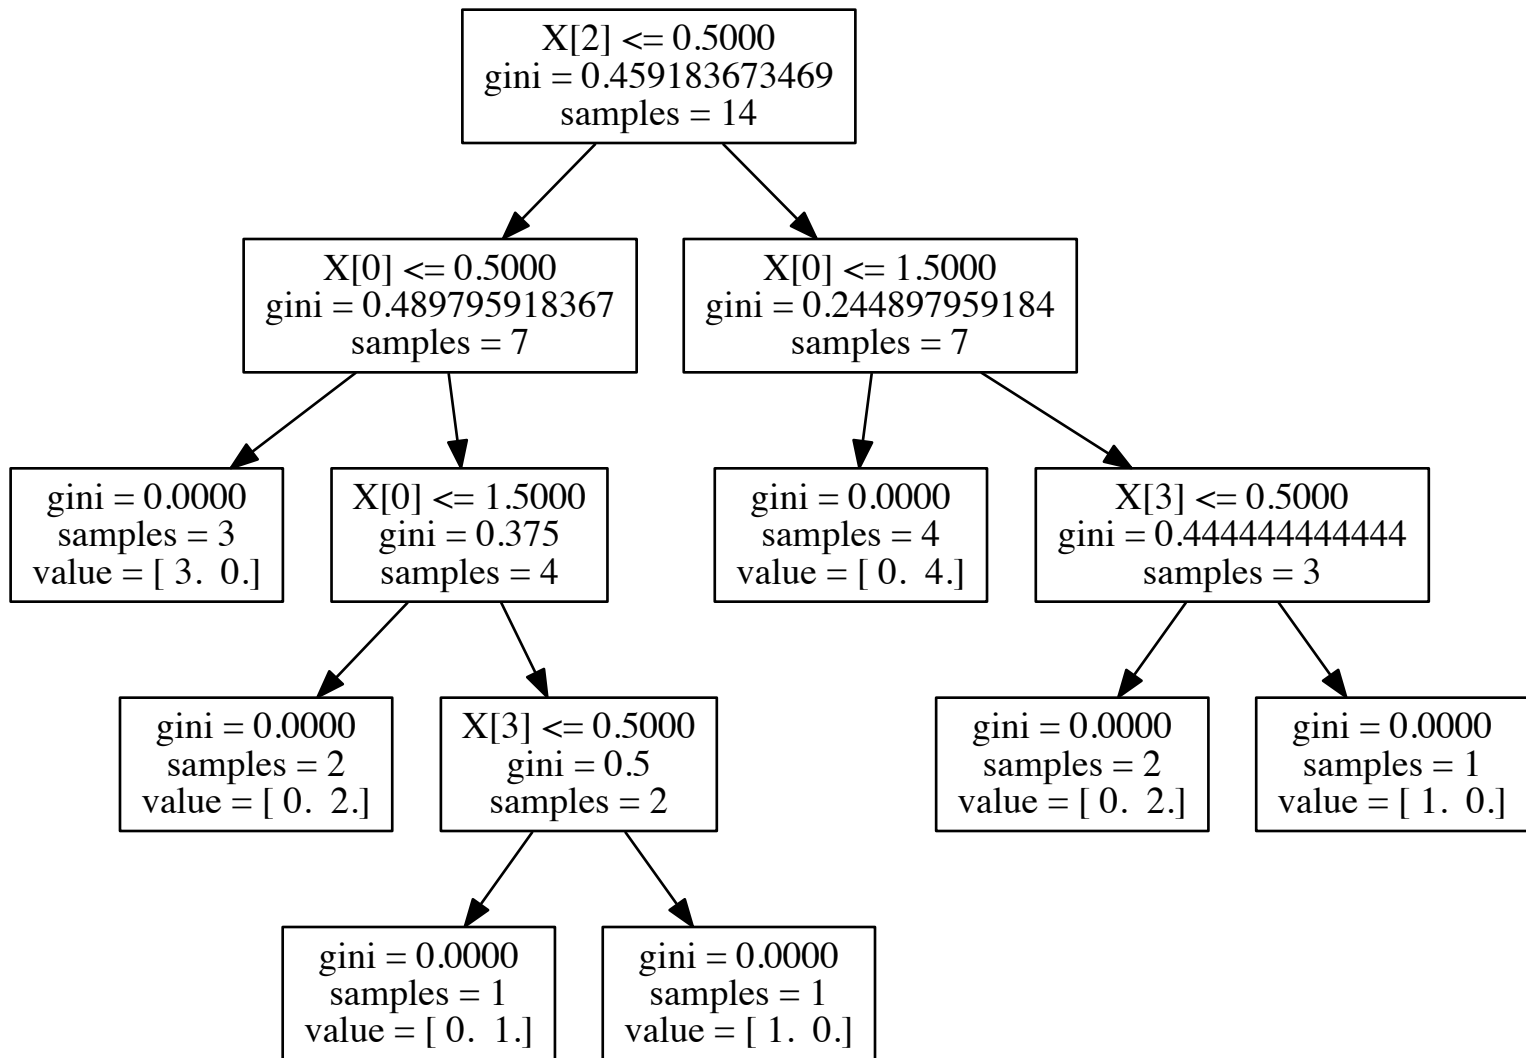 X[2] <= 0.5000
gini = 0.459183673469
samples = 14
X[0] <= 0.5000
gini = 0.489795918367
samples = 7
X[0] <= 1.5000
gini = 0.244897959184
samples = 7
gini = 0.0000
samples = 3
value = [ 3.  0.]
X[0] <= 1.5000
gini = 0.375
samples = 4
gini = 0.0000
samples = 4
value = [ 0.  4.]
X[3] <= 0.5000
gini = 0.444444444444
samples = 3
gini = 0.0000
samples = 2
value = [ 0.  2.]
X[3] <= 0.5000
gini = 0.5
samples = 2
gini = 0.0000
samples = 2
value = [ 0.  2.]
gini = 0.0000
samples = 1
value = [ 1.  0.]
gini = 0.0000
samples = 1
value = [ 0.  1.]
gini = 0.0000
samples = 1
value = [ 1.  0.]